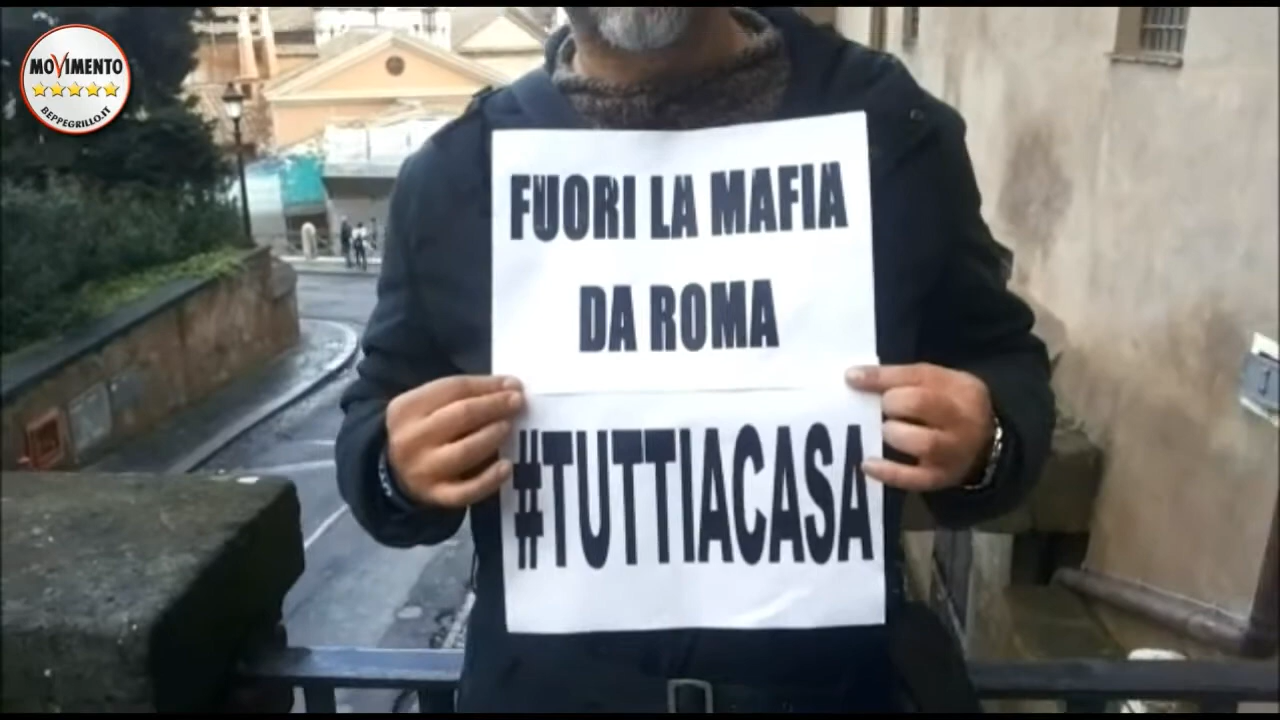 MOVIMENTO
BEPPEGRILLO.IT
FUORI LA MAFIA
DA ROMA
#TUTTIACASA